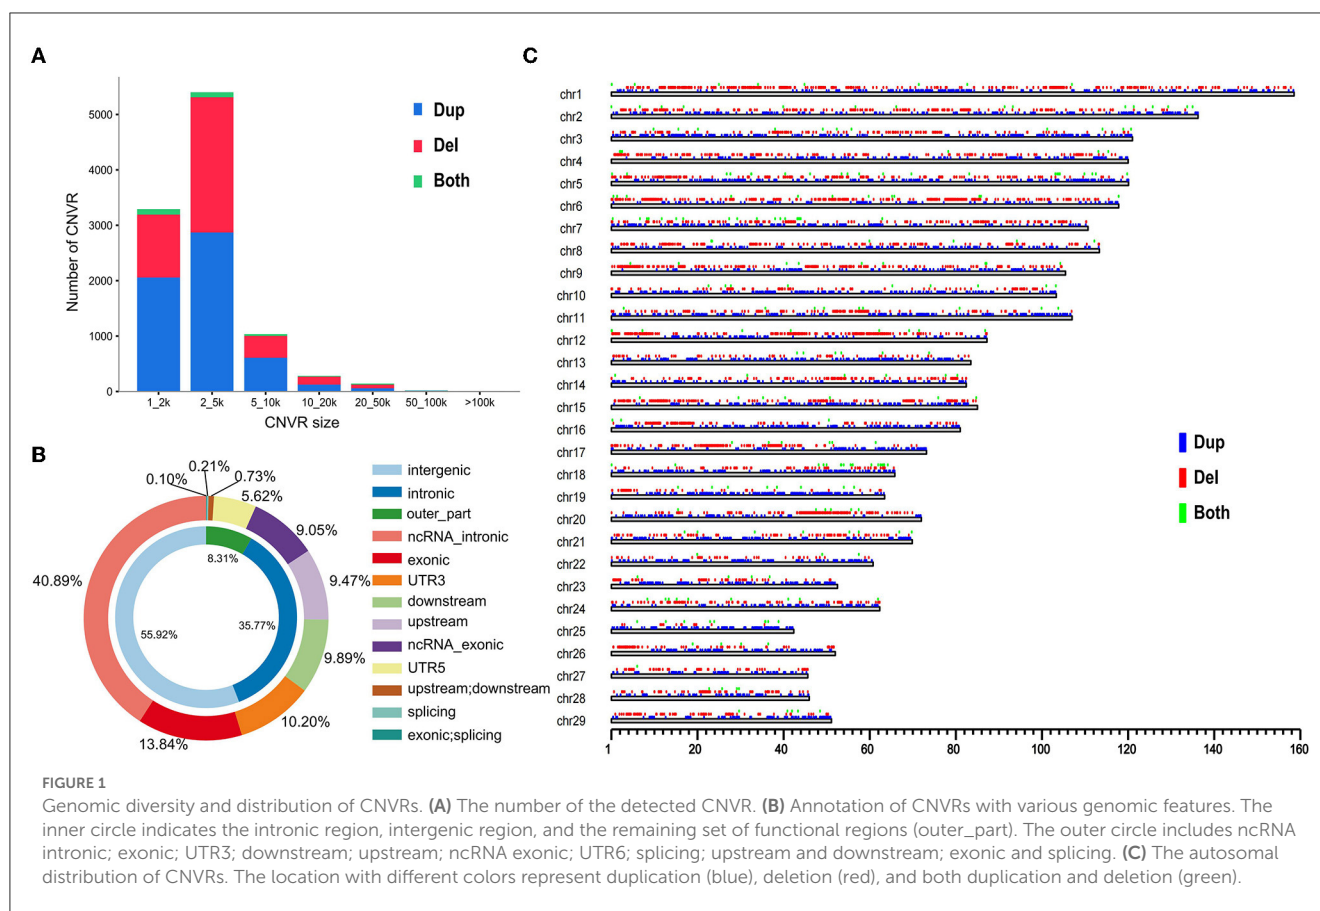 A
Number of CNVR
5000
4000
3000
2000
1000
0
Dup
Del
Both
1_2k
2_5k
5_10k
10_20k
20_50k
50_100k
>100k
CNVR size
B
0.10%
0.21%
0.73%
5.62%
9.05%
9.47%
9.89%
10.20%
13.84%
40.89%
8.31%
35.77%
55.92%
intergenic
intronic
outer_part
ncRNA_intronic
exonic
UTR3
downstream
upstream
ncRNA_exonic
UTR5
upstream;downstream
splicing
exonic;splicing
C
chr1
chr2
chr3
chr4
chr5
chr6
chr7
chr8
chr9
chr10
chr11
chr12
chr13
chr14
chr15
chr16
chr17
chr18
chr19
chr20
chr21
chr22
chr23
chr24
chr25
chr26
chr27
chr28
chr29
1
20
40
60
80
100
120
140
160
Dup
Del
Both
FIGURE 1
Genomic diversity and distribution of CNVRs. (A) The number of the detected CNVR. (B) Annotation of CNVRs with various genomic features. The
inner circle indicates the intronic region, intergenic region, and the remaining set of functional regions (outer_part). The outer circle includes ncRNA
intronic; exonic; UTR3; downstream; upstream; ncRNA exonic; UTR6; splicing; upstream and downstream; exonic and splicing. (C) The autosomal
distribution of CNVRs. The location with different colors represent duplication (blue), deletion (red), and both duplication and deletion (green).